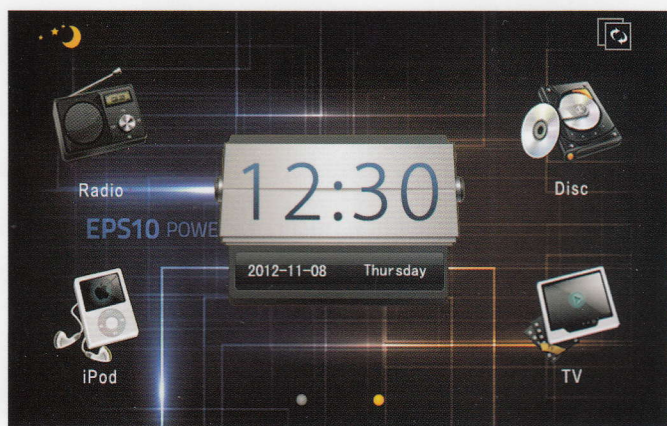 Radio
Disc
12:30
EPS10 POWE
2012-11-08 Thursday
iPod
TV